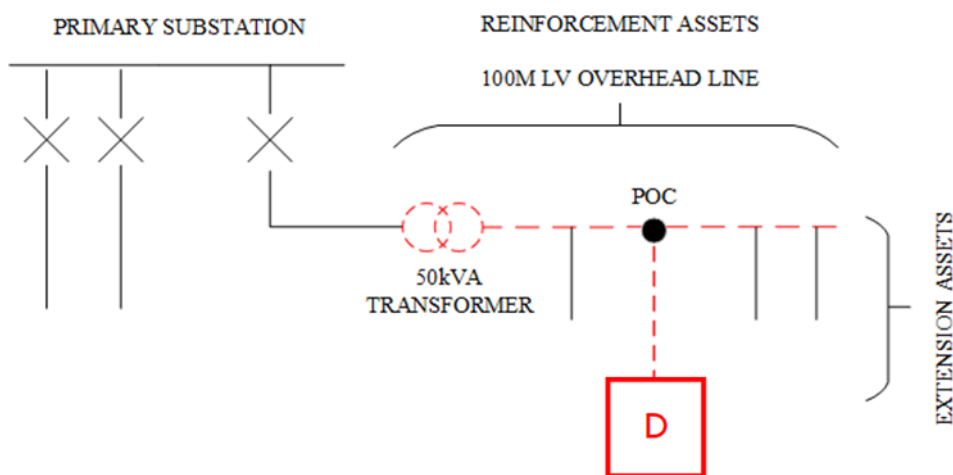 PRIMARY SUBSTATION
REINFORCEMENT ASSETS
100M LV OVERHEAD LINE
POC
50kVA
TRANSFORMER
EXTENSION ASSETS
D